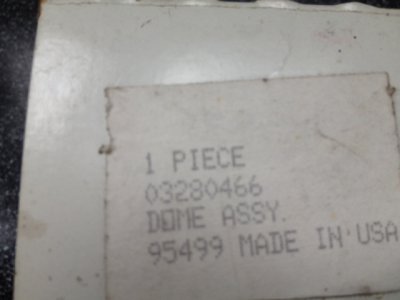 1 PIECE
03280466
DOME ASSY.
95499 MADE IN USA